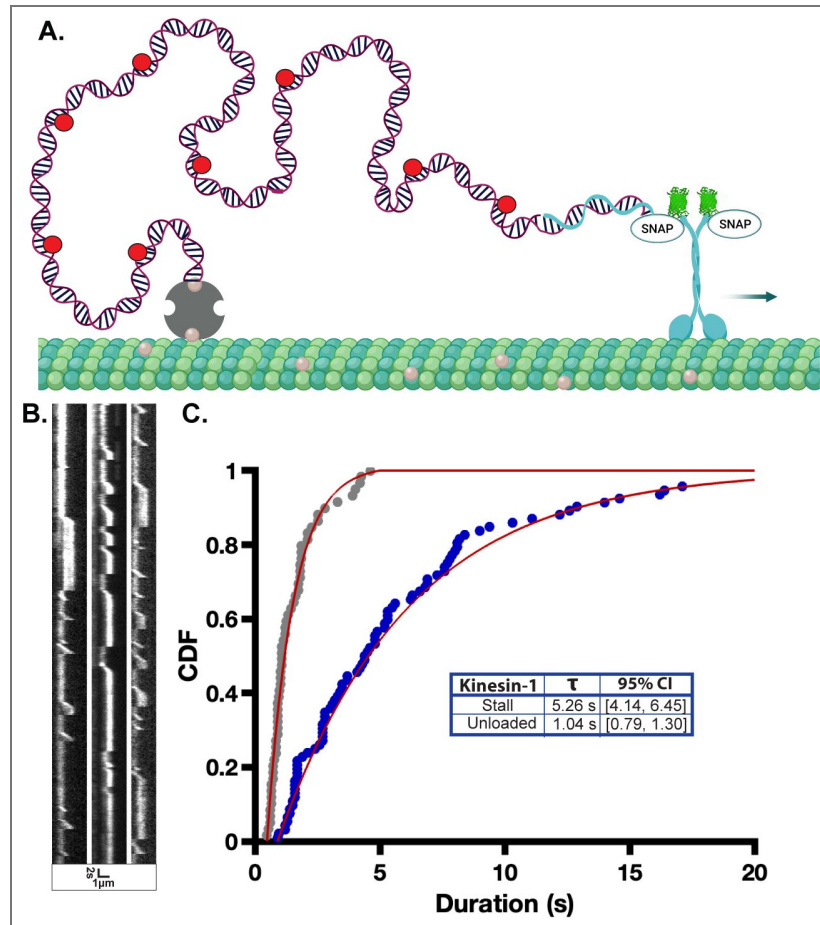 A.
SNAP
SNAP
B.
C.
1
0.8
0.6
0.4
0.2
0
CDF
Kinesin-1 τ 95% CI
Stall 5.26 s [4.14, 6.45]
Unloaded 1.04 s [0.79, 1.30]
0 5 10 15 20
Duration (s)
2s
1µm